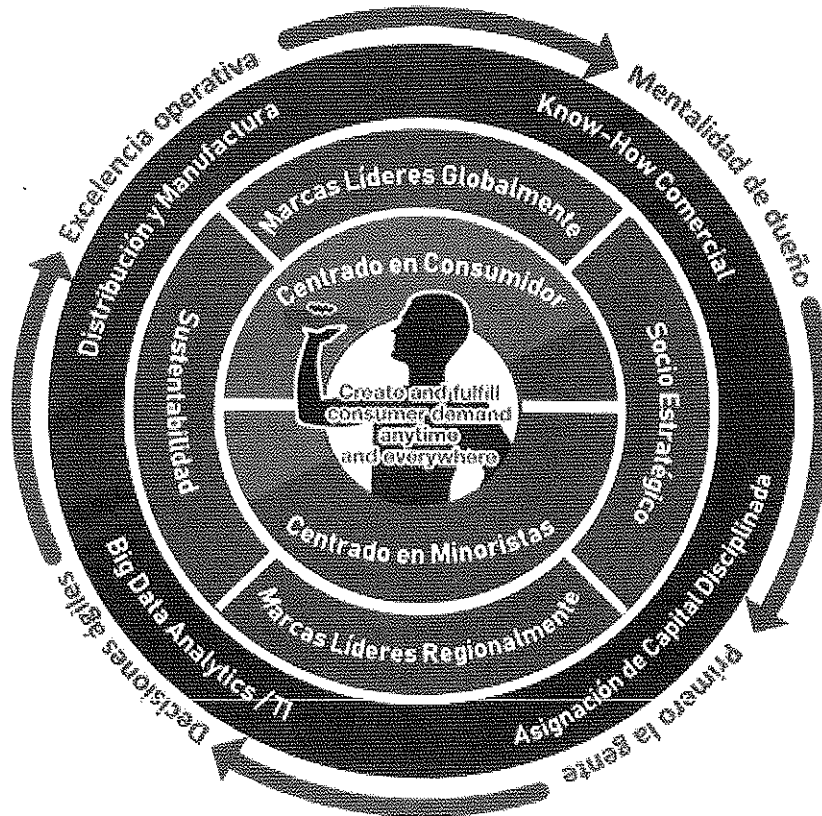 Excelencia operativa
Mentalidad de dueño
Primero la gente
Decisiones ágiles
Distribución y Manufactura
Know-How Comercial
Asignación de Capital Disciplinada
Big Data Analytics / TI
Marcas Líderes Globalmente
Socio Estratégico
Marcas Líderes Regionalmente
Sustentabilidad
Centrado en Consumidor
Create and fulfill
consumer demand
anytime
and everywhere
Centrado en Minoristas